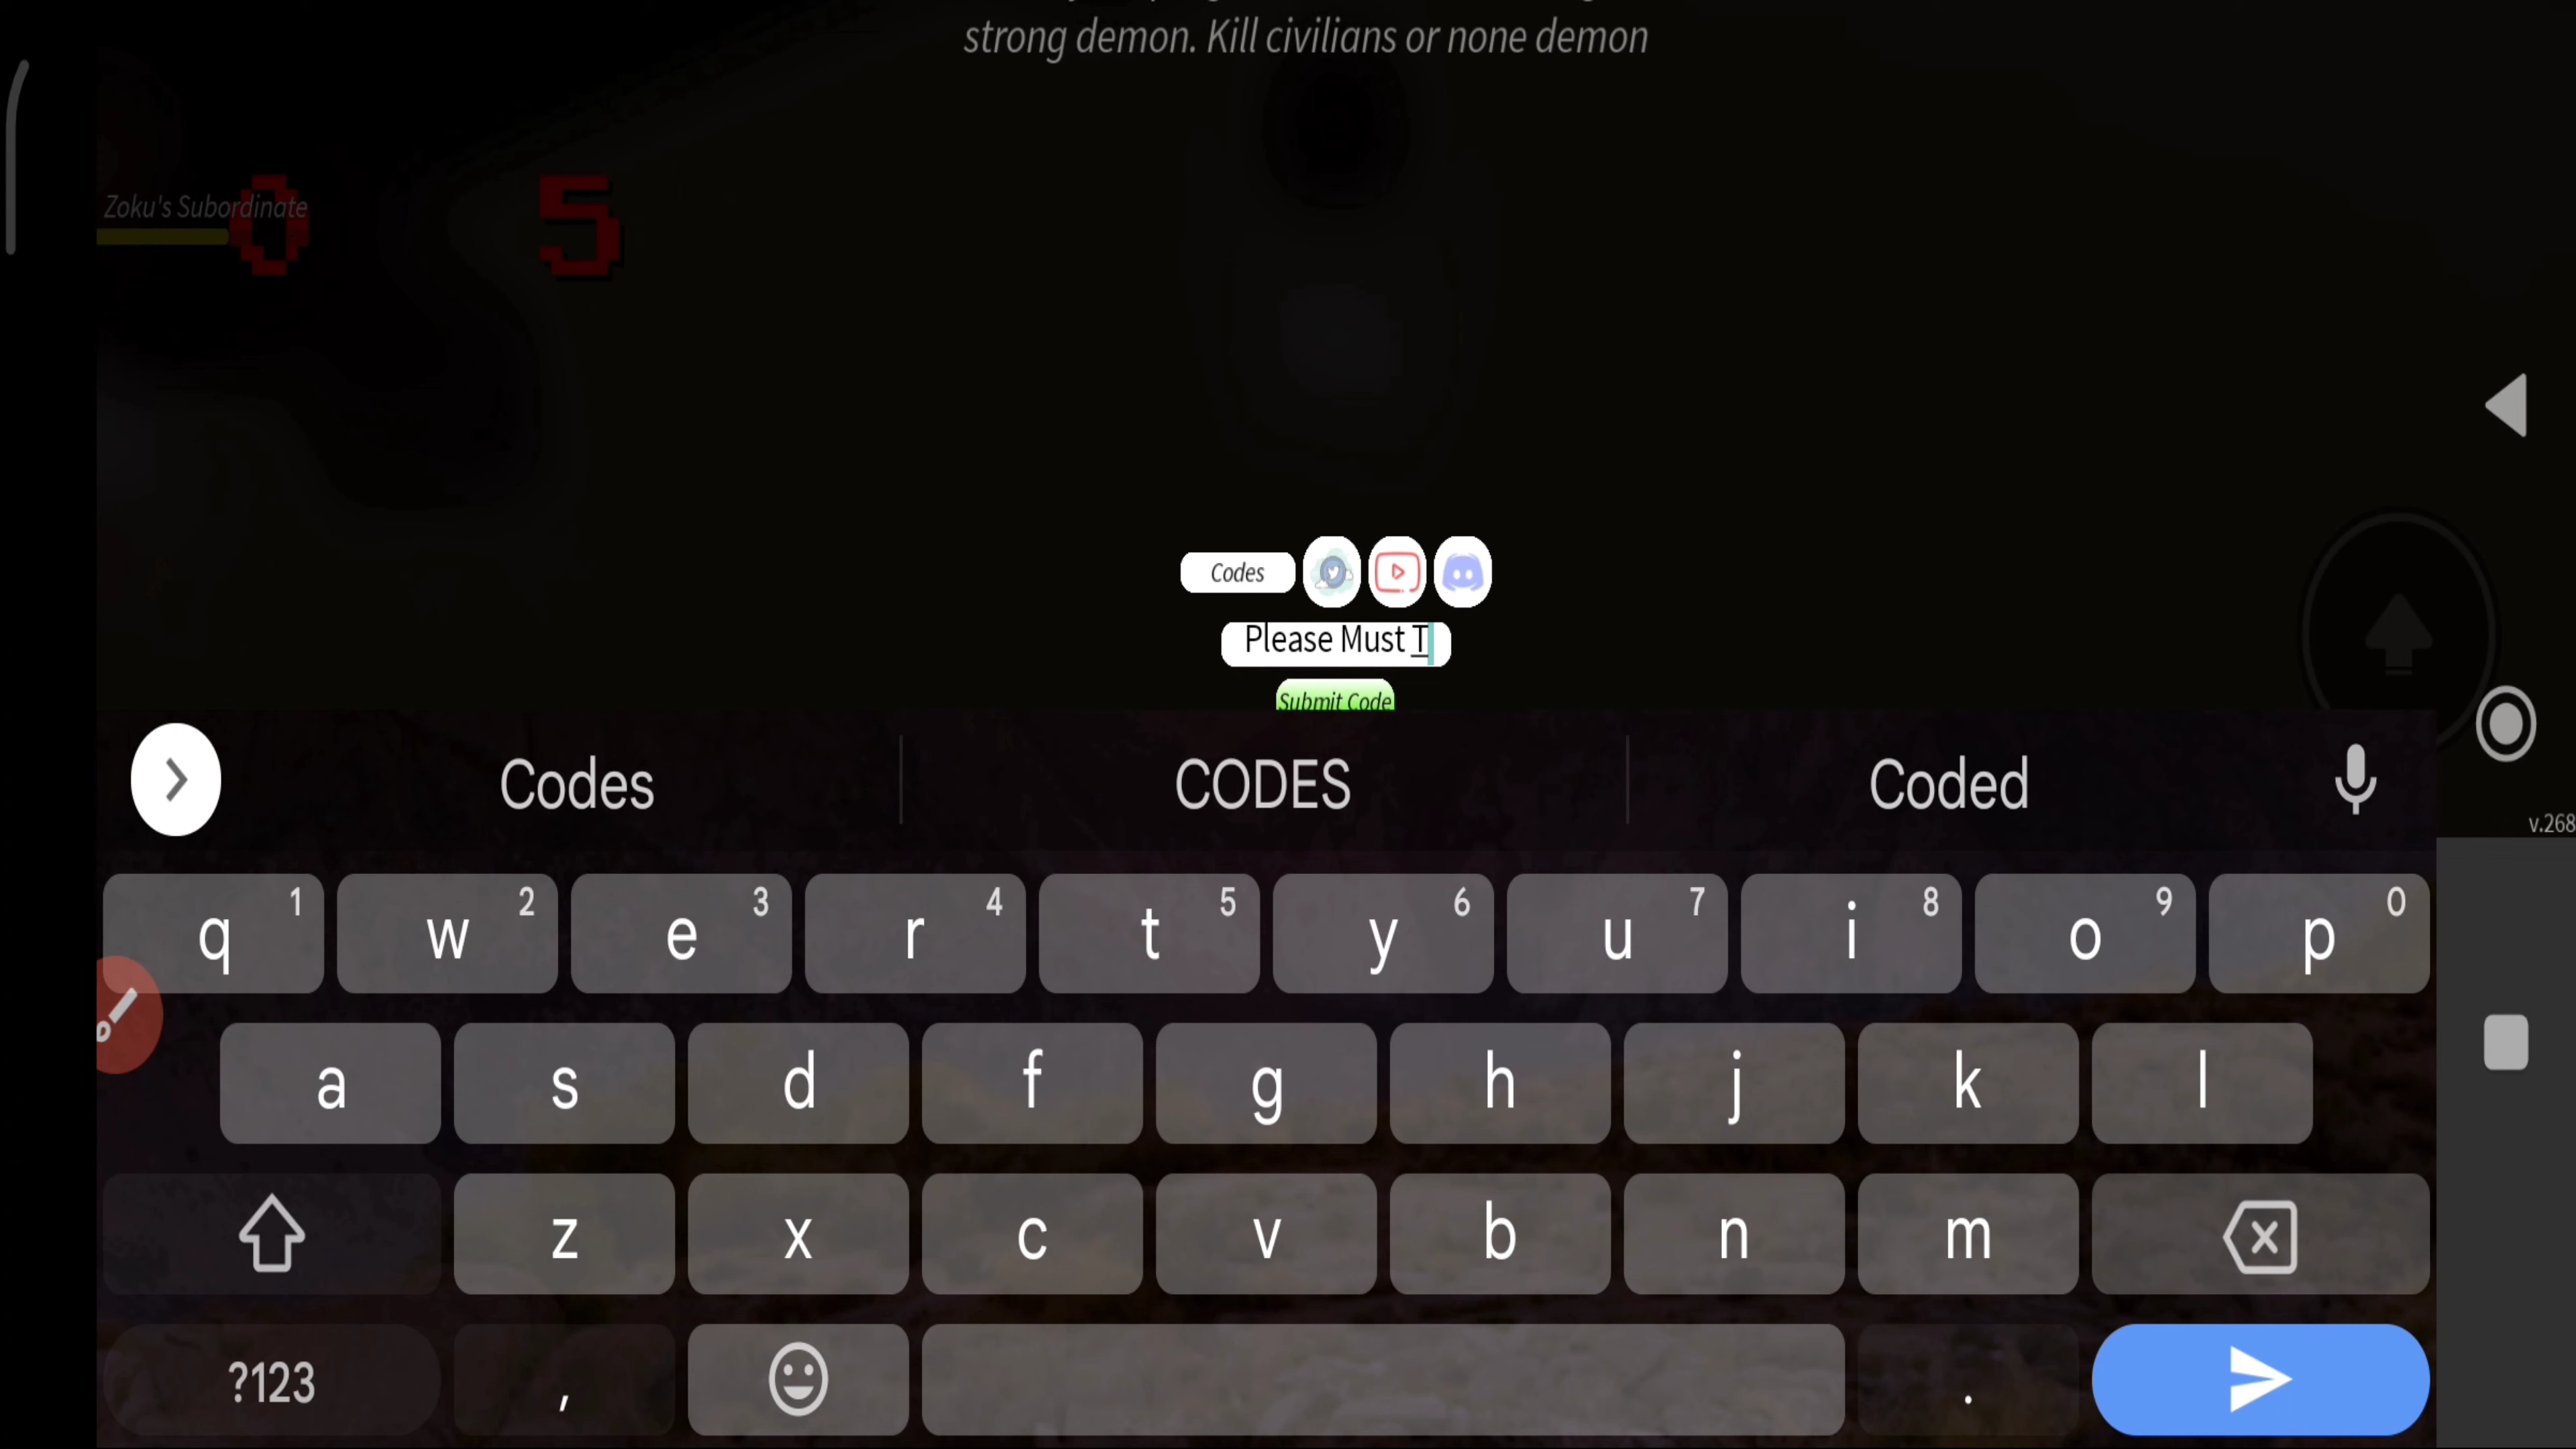 strong demon. Kill civilians or none demon
Zoku's Subordinate
0 5
Codes
Please Must T
Submit Code
Codes CODES Coded
v.268
q 1 w 2 e 3 r 4 t 5 y 6 u 7 i 8 o 9 p 0
a s d f g h j k l
z x c v b n m
?123 , .